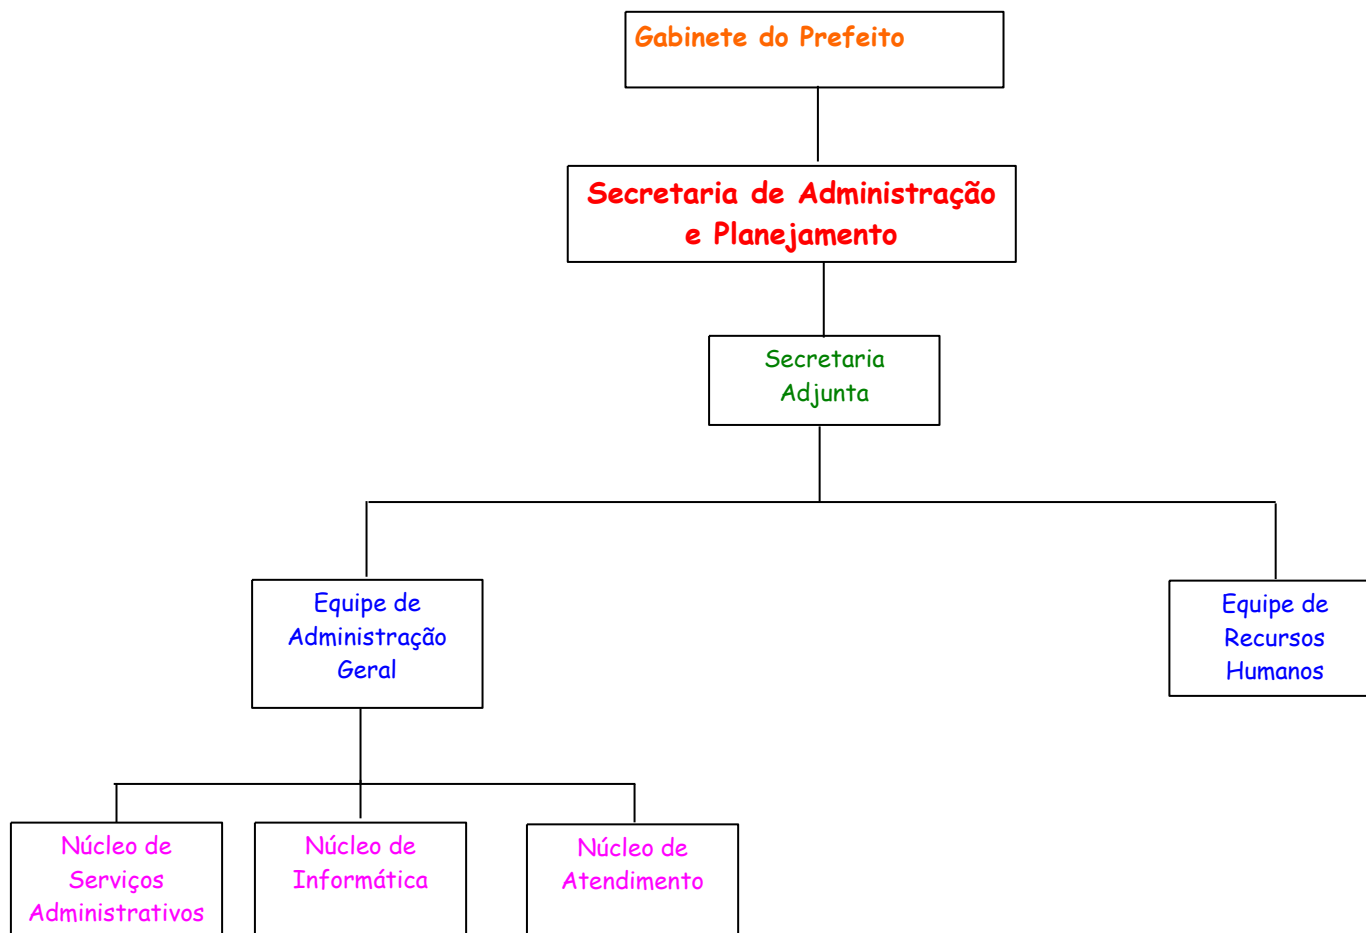 Gabinete do Prefeito
Secretaria de Administração
e Planejamento
Secretaria
Adjunta
Equipe de
Administração
Geral
Equipe de
Recursos
Humanos
Núcleo de
Serviços
Administrativos
Núcleo de
Informática
Núcleo de
Atendimento